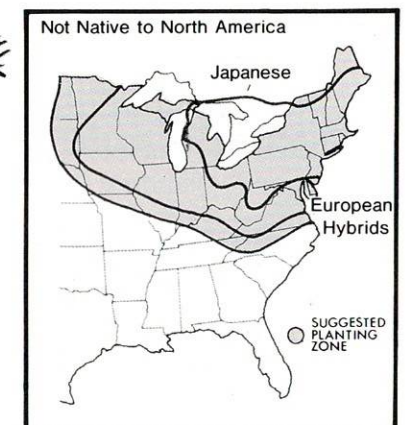 Not Native to North America
Japanese
European
Hybrids
SUGGESTED
PLANTING
ZONE